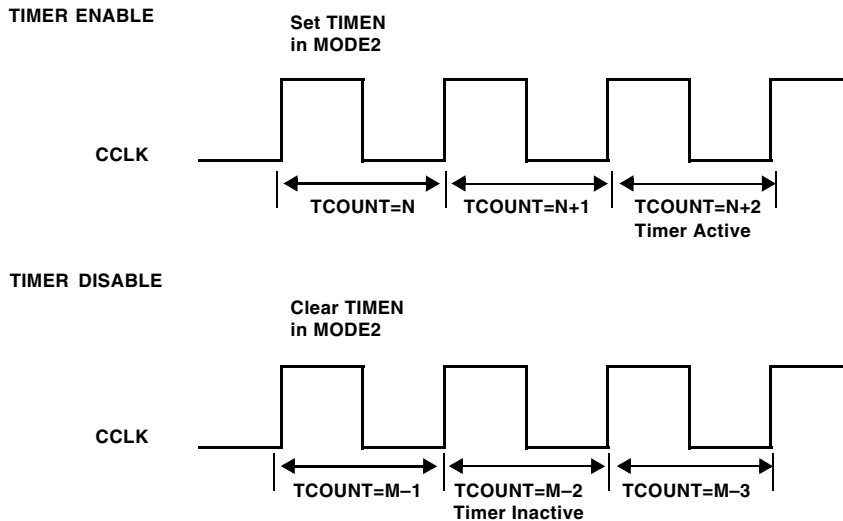 TIMER ENABLE
Set TIMEN
in MODE2
CCLK
TCOUNT=N
TCOUNT=N+1
TCOUNT=N+2
Timer Active
TIMER DISABLE
Clear TIMEN
in MODE2
CCLK
TCOUNT=M–1
TCOUNT=M–2
Timer Inactive
TCOUNT=M–3